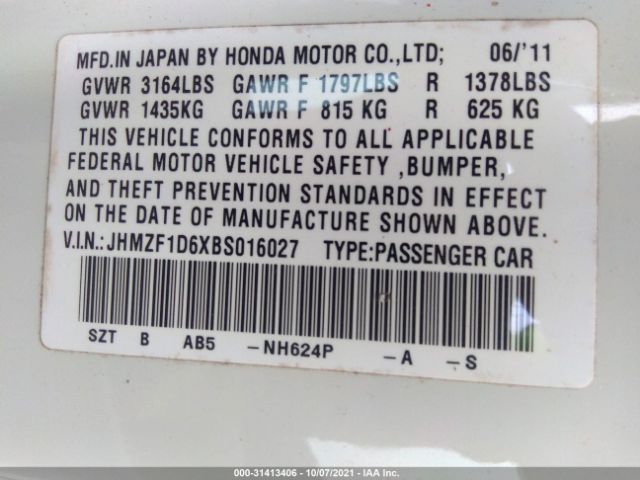 MFD.IN JAPAN BY HONDA MOTOR CO.,LTD; 06/'11
GVWR 3164LBS GAWR F 1797LBS R 1378LBS
GVWR 1435KG GAWR F 815 KG R 625 KG
THIS VEHICLE CONFORMS TO ALL APPLICABLE
FEDERAL MOTOR VEHICLE SAFETY ,BUMPER,
AND THEFT PREVENTION STANDARDS IN EFFECT
ON THE DATE OF MANUFACTURE SHOWN ABOVE.
V.I.N.:JHMZF1D6XBS016027 TYPE:PASSENGER CAR
SZT B AB5 -NH624P -A -S
000-31413406 - 10/07/2021 - IAA Inc.